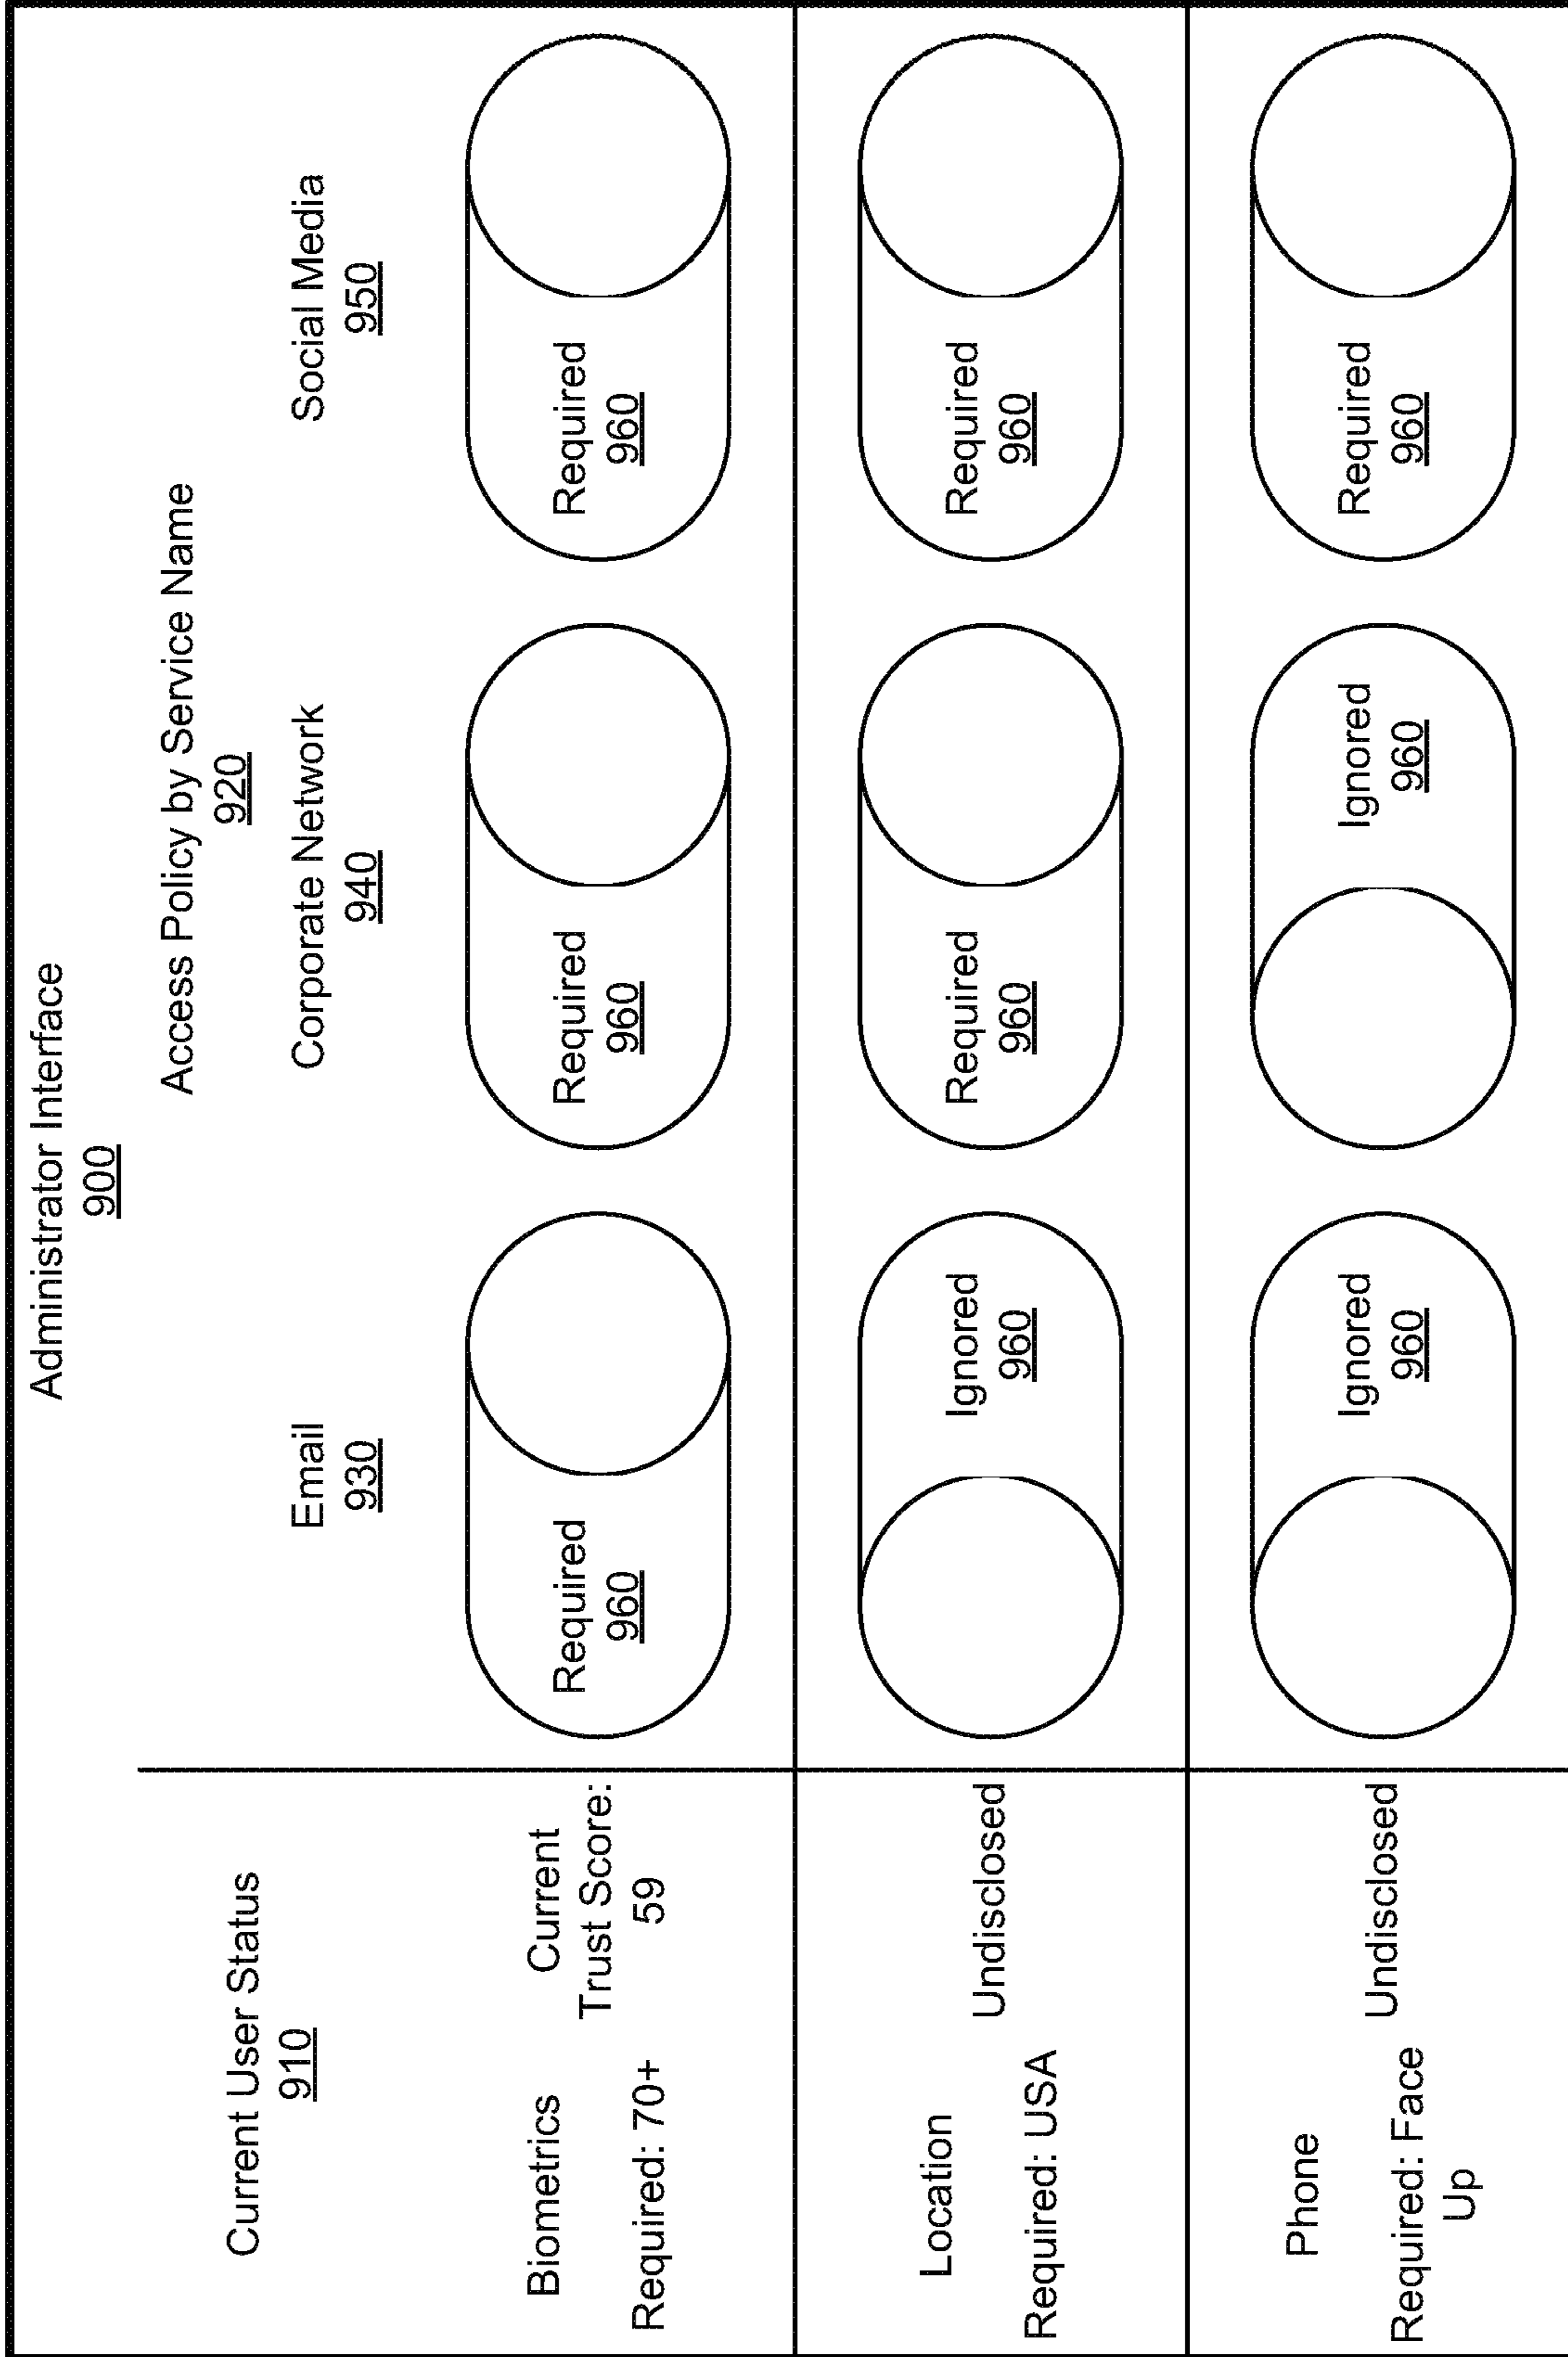 Administrator Interface
900
Current User Status
910
Access Policy by Service Name
920
Email
930
Corporate Network
940
Social Media
950
Biometrics
Required: 70+
Current
Trust Score:
59
Required
960
Required
960
Required
960
Location
Required: USA
Undisclosed
Ignored
960
Required
960
Required
960
Phone
Required: Face
Up
Undisclosed
Ignored
960
Ignored
960
Required
960